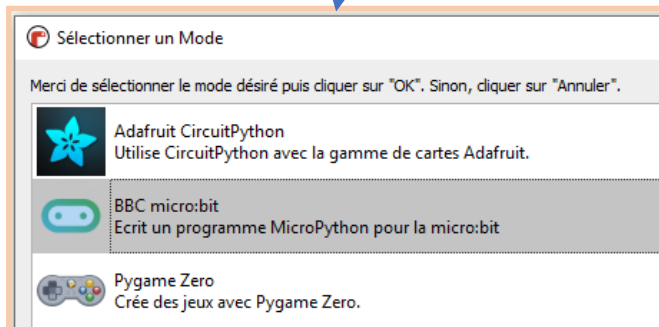 Sélectionner un Mode
Merci de sélectionner le mode désiré puis cliquer sur "OK". Sinon, cliquer sur "Annuler".
Adafruit CircuitPython
Utilise CircuitPython avec la gamme de cartes Adafruit.
BBC micro:bit
Ecrit un programme MicroPython pour la micro:bit
Pygame Zero
Crée des jeux avec Pygame Zero.